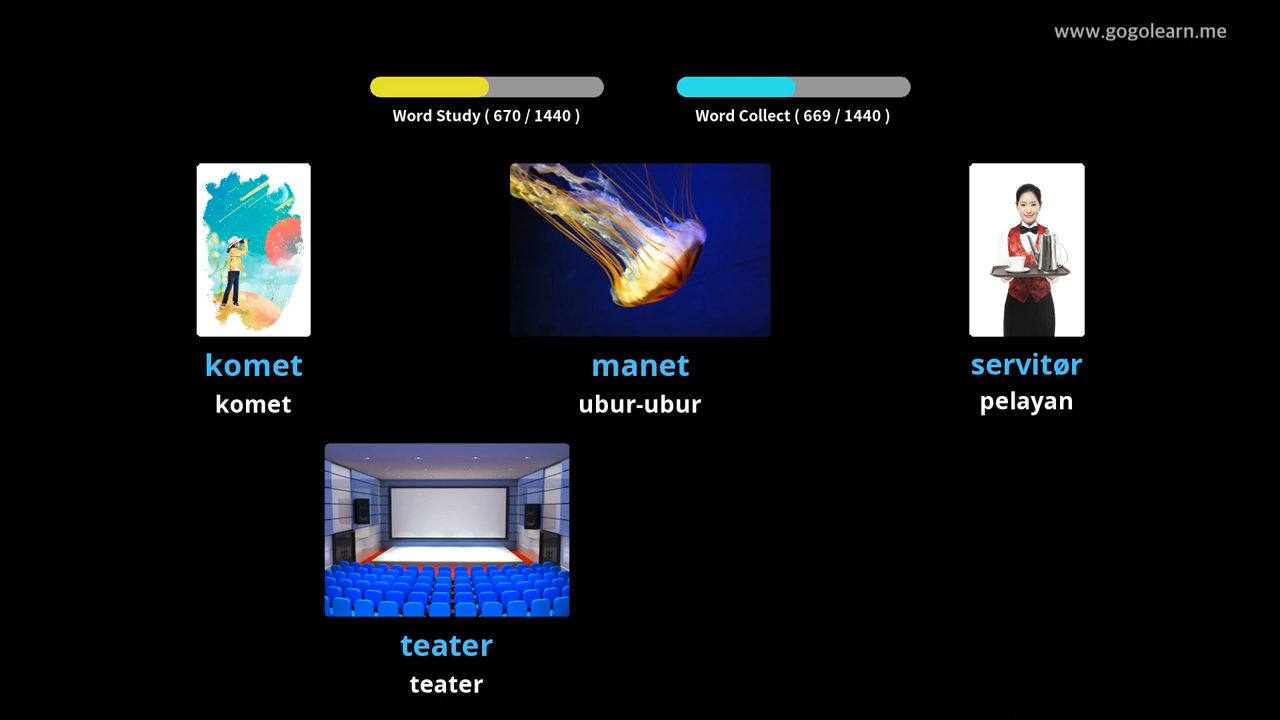 www.gogolearn.me
Word Study ( 670 / 1440 )
Word Collect ( 669 / 1440 )
komet
komet
manet
ubur-ubur
servitør
pelayan
teater
teater